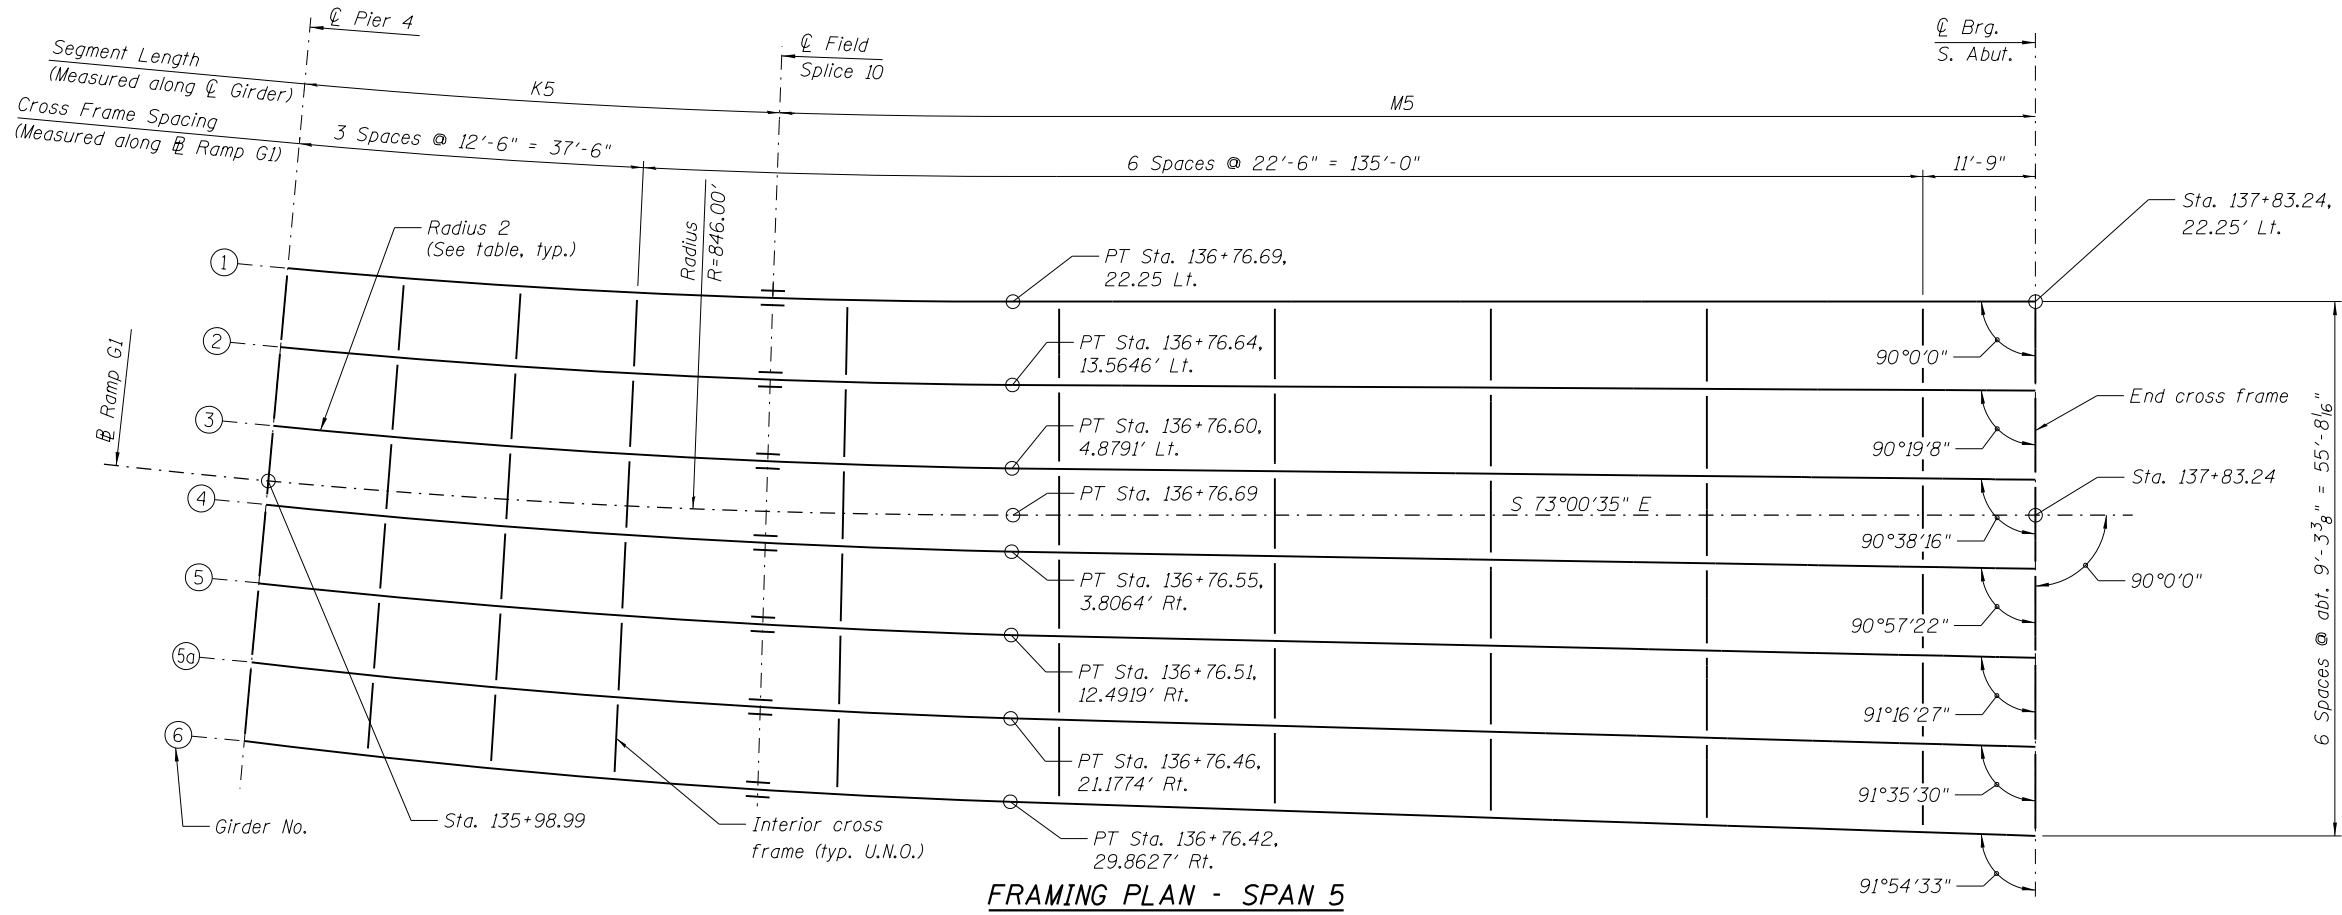 ℄ Pier 4
℄ Field
Splice 10
℄ Brg.
S. Abut.
Segment Length
(Measured along ℄ Girder)
K5
M5
Cross Frame Spacing
(Measured along ⅊ Ramp G1)
3 Spaces @ 12'-6" = 37'-6"
6 Spaces @ 22'-6" = 135'-0"
11'-9"
Radius 2
(See table, typ.)
Radius
R=846.00'
PT Sta. 136+76.69,
22.25 Lt.
Sta. 137+83.24,
22.25' Lt.
1
2
PT Sta. 136+76.64,
13.5646' Lt.
90°0'0"
⅊ Ramp G1
3
PT Sta. 136+76.60,
4.8791' Lt.
90°19'8"
End cross frame
4
PT Sta. 136+76.69
S 73°00'35" E
90°38'16"
Sta. 137+83.24
5
PT Sta. 136+76.55,
3.8064' Rt.
90°57'22"
90°0'0"
5a
PT Sta. 136+76.51,
12.4919' Rt.
91°16'27"
6 Spaces @ abt. 9'-3 3/8" = 55'-8 1/16"
6
PT Sta. 136+76.46,
21.1774' Rt.
91°35'30"
Girder No.
Sta. 135+98.99
Interior cross
frame (typ. U.N.O.)
PT Sta. 136+76.42,
29.8627' Rt.
91°54'33"
FRAMING PLAN - SPAN 5